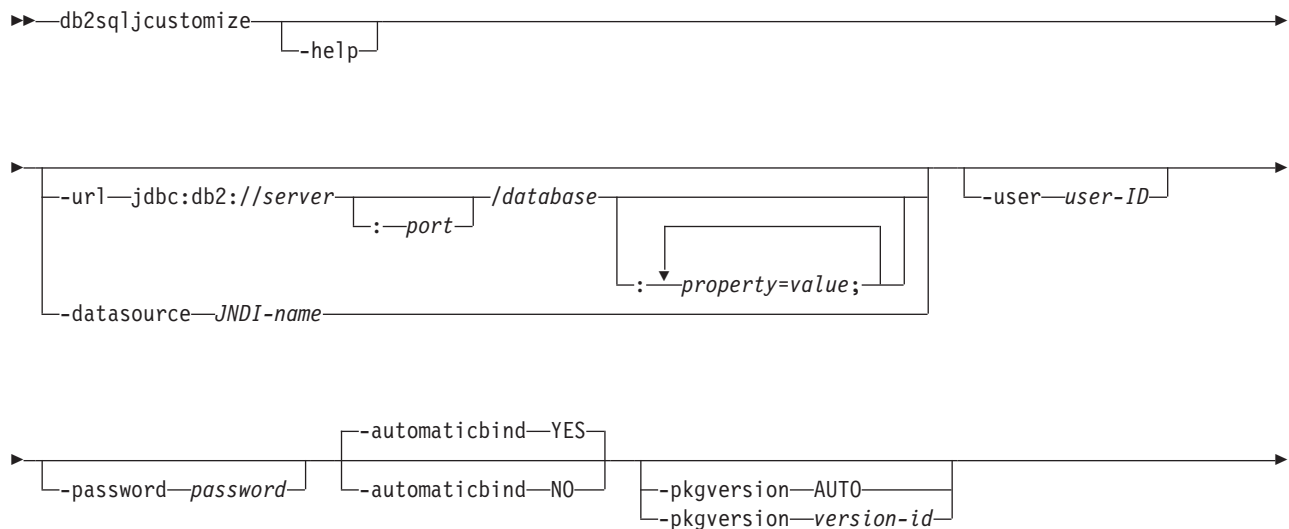 db2sqljcustomize
-help
-url jdbc:db2://server /database
: port
: property=value;
-user user-ID
-datasource JNDI-name
-automaticbind YES
-password password -automaticbind NO -pkgversion AUTO
-pkgversion version-id